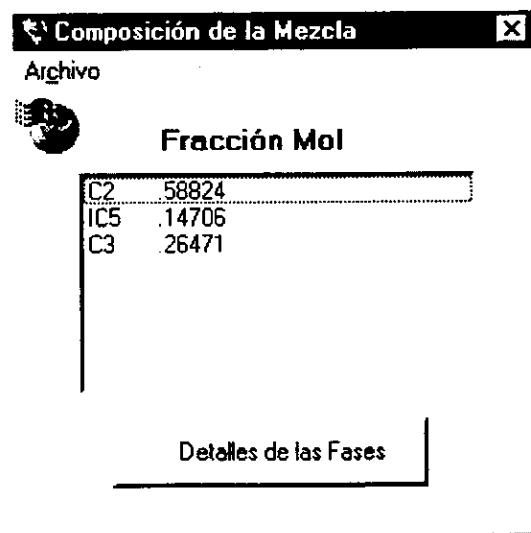 Composición de la Mezcla
Archivo
Fracción Mol
C2 .58824
IC5 .14706
C3 .26471
Detalles de las Fases